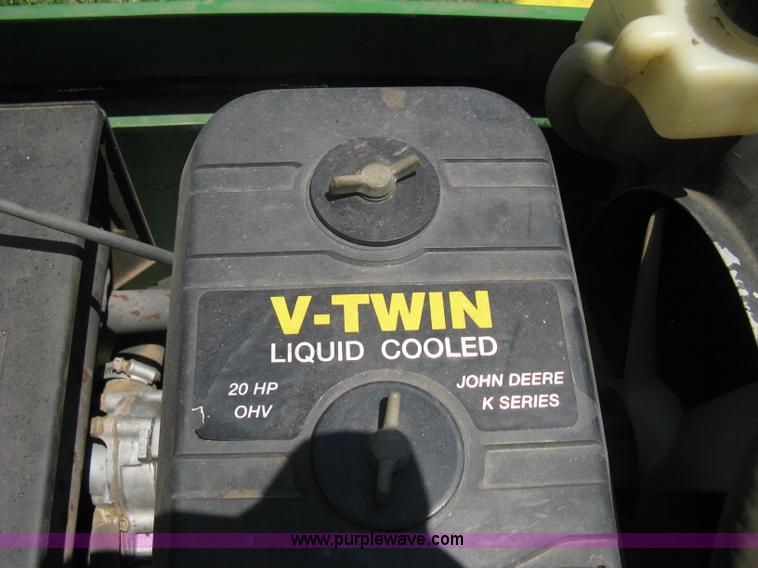 V-TWIN
LIQUID COOLED
20 HP
OHV
JOHN DEERE
K SERIES
www.purplewave.com